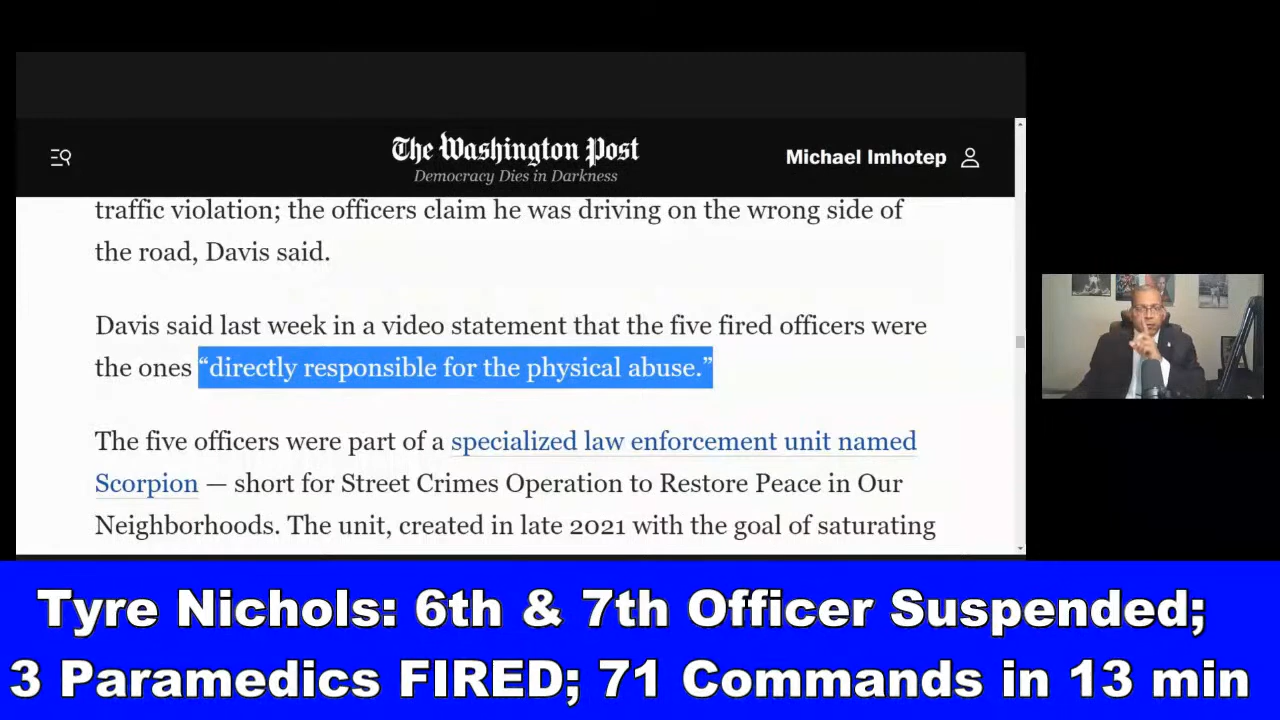 The Washington Post
Democracy Dies in Darkness
Michael Imhotep
traffic violation; the officers claim he was driving on the wrong side of
the road, Davis said.
Davis said last week in a video statement that the five fired officers were
the ones “directly responsible for the physical abuse.”
The five officers were part of a specialized law enforcement unit named
Scorpion — short for Street Crimes Operation to Restore Peace in Our
Neighborhoods. The unit, created in late 2021 with the goal of saturating
Tyre Nichols: 6th & 7th Officer Suspended;
3 Paramedics FIRED; 71 Commands in 13 min